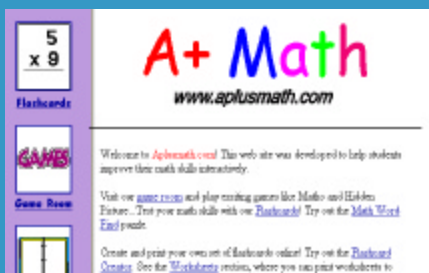 5
x 9
Flashcards
GAMES
Game Room
A+ Math
www.aplusmath.com
Welcome to Aplusmath.com! This web site was developed to help students
improve their math skills interactively.
Visit our game room and play exciting games like Matho and Hidden
Picture...Test your math skills with our Flashcards! Try out the Math Word
Find puzzle.
Create and print your own set of flashcards online! Try out the Flashcard
Creator. See the Worksheets section, where you can print worksheets to